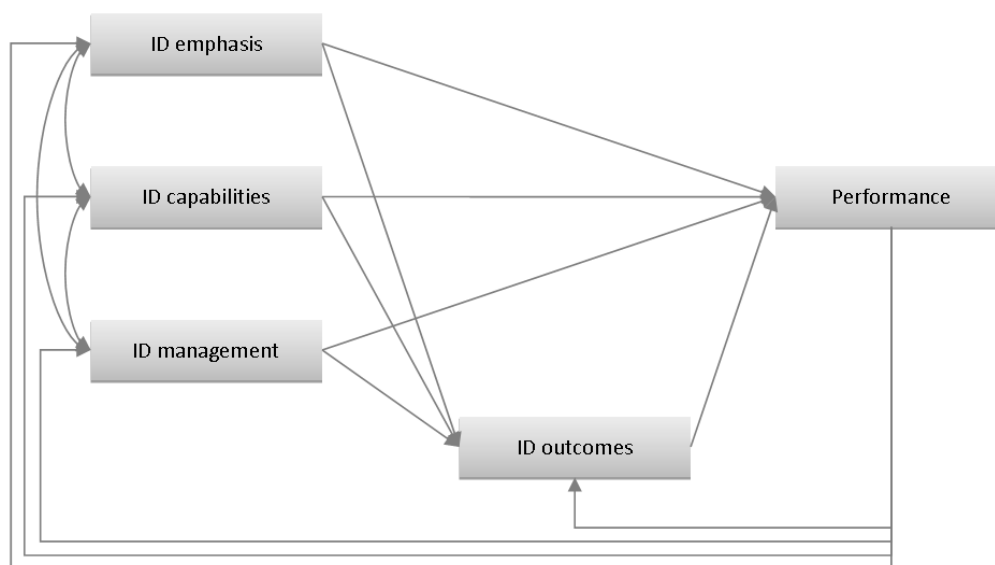 ID emphasis
ID capabilities
Performance
ID management
ID outcomes